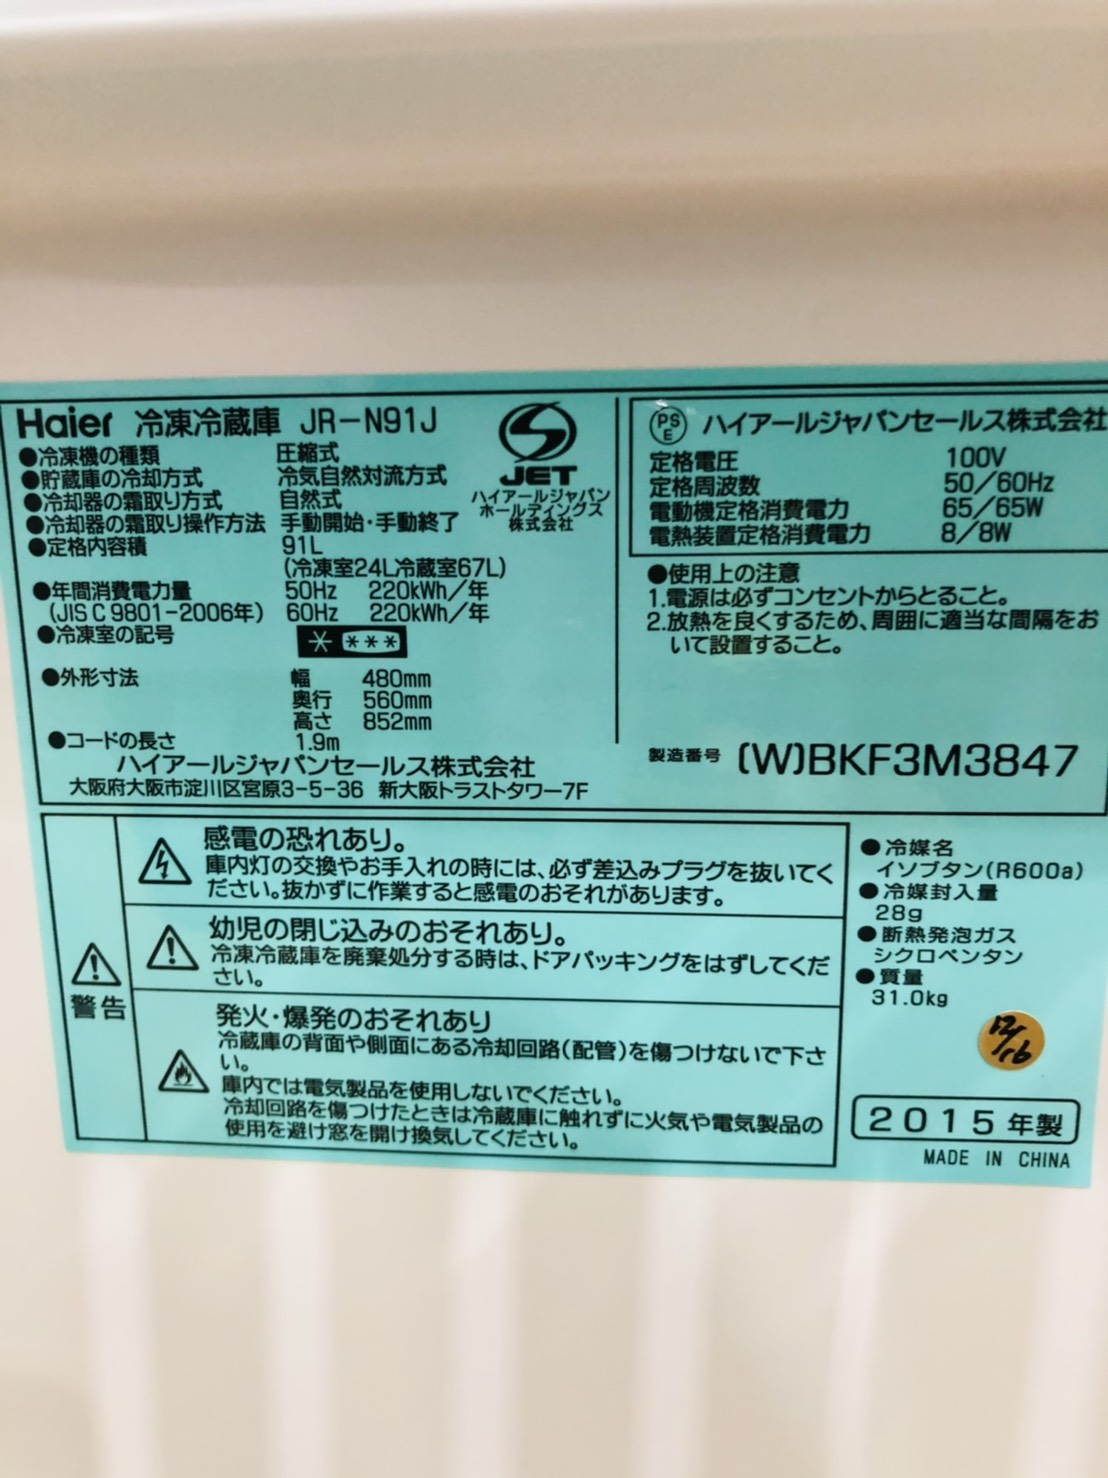 Haier 冷凍冷蔵庫 JR-N91J
●冷凍機の種類 圧縮式
●貯蔵庫の冷却方式 冷気自然対流方式
●冷却器の霜取り方式 自然式
●冷却器の霜取り操作方法 手動開始・手動終了
●定格内容積 91L
(冷凍室24L冷蔵室67L)
●年間消費電力量 50Hz 220kWh/年
(JIS C 9801-2006年) 60Hz 220kWh/年
●冷凍室の記号 * ***
●外形寸法 幅 480mm
奥行 560mm
高さ 852mm
●コードの長さ 1.9m
ハイアールジャパンセールス株式会社
大阪府大阪市淀川区宮原3-5-36 新大阪トラストタワー7F
JET
ハイアールジャパン
ホールディングス
株式会社
PS
E ハイアールジャパンセールス株式会社
定格電圧 100V
定格周波数 50/60Hz
電動機定格消費電力 65/65W
電熱装置定格消費電力 8/8W
●使用上の注意
1.電源は必ずコンセントからとること。
2.放熱を良くするため、周囲に適当な間隔をお
いて設置すること。
製造番号 (W)BKF3M3847
警告
感電の恐れあり。
庫内灯の交換やお手入れの時には、必ず差込みプラグを抜いてく
ださい。抜かずに作業すると感電のおそれがあります。
幼児の閉じ込みのおそれあり。
冷凍冷蔵庫を廃棄処分する時は、ドアパッキングをはずしてくだ
さい。
発火・爆発のおそれあり
冷蔵庫の背面や側面にある冷却回路(配管)を傷つけないで下さ
い。
庫内では電気製品を使用しないでください。
冷却回路を傷つけたときは冷蔵庫に触れずに火気や電気製品の
使用を避け窓を開け換気してください。
●冷媒名
イソブタン(R600a)
●冷媒封入量
28g
●断熱発泡ガス
シクロペンタン
●質量
31.0kg
12/16
2015年製
MADE IN CHINA